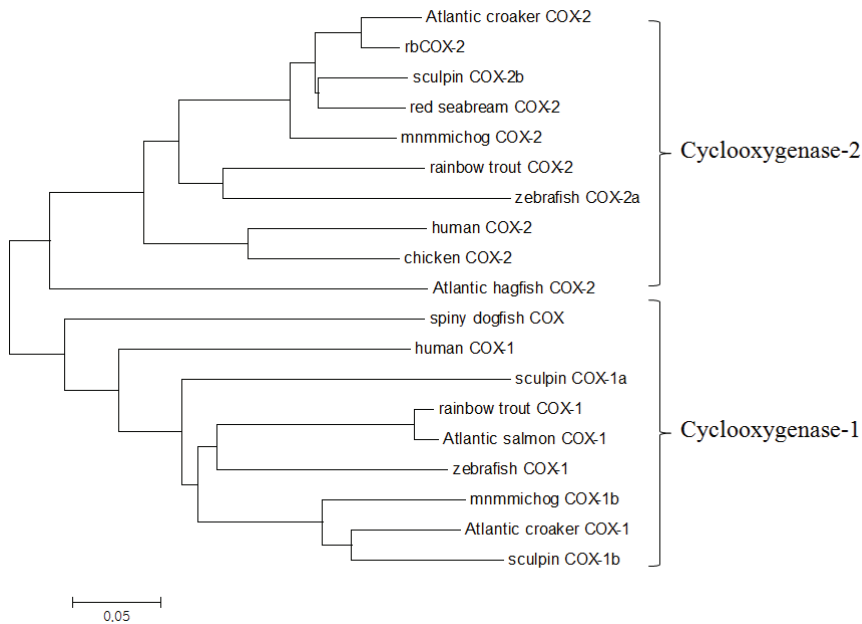 Atlantic croaker COX-2
rbCOX-2
sculpin COX-2b
red seabream COX-2
mnmmichog COX-2
rainbow trout COX-2
zebrafish COX-2a
human COX-2
chicken COX-2
Atlantic hagfish COX-2
Cyclooxygenase-2
spiny dogfish COX
human COX-1
sculpin COX-1a
rainbow trout COX-1
Atlantic salmon COX-1
zebrafish COX-1
mnmmichog COX-1b
Atlantic croaker COX-1
sculpin COX-1b
Cyclooxygenase-1
0.05